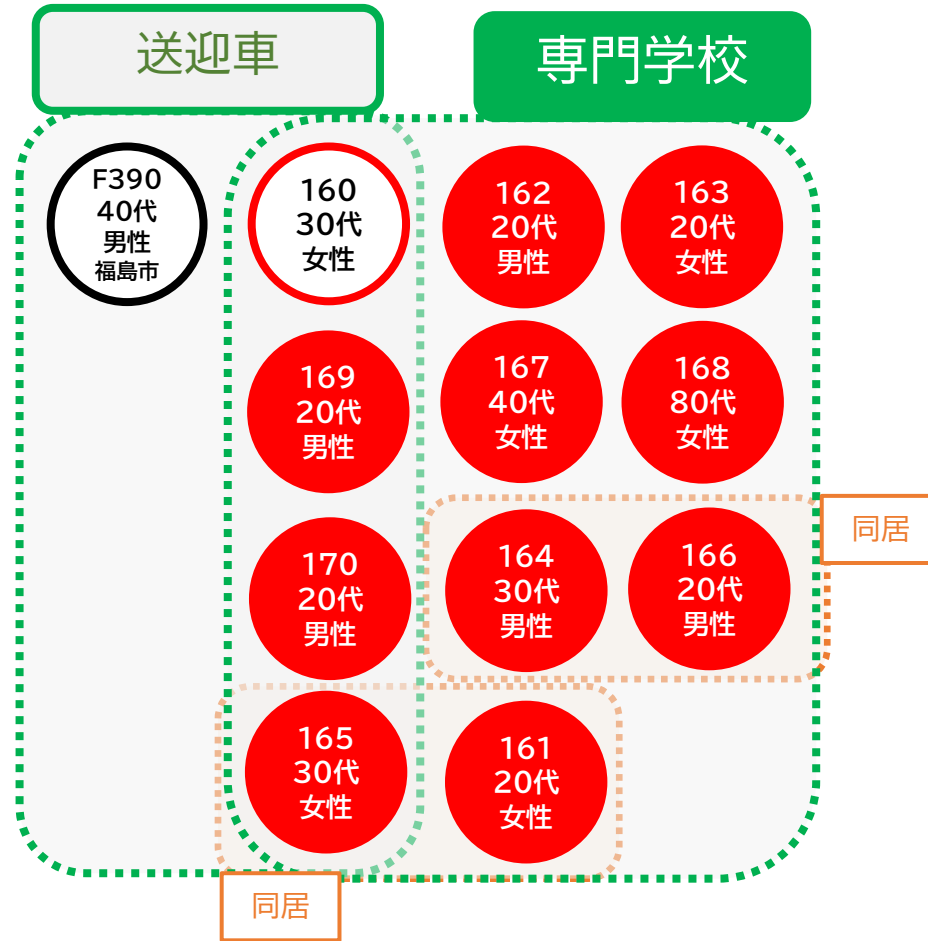 送迎車
専門学校
F390
40代
男性
福島市
160
30代
女性
162
20代
男性
163
20代
女性
169
20代
男性
167
40代
女性
168
80代
女性
170
20代
男性
164
30代
男性
166
20代
男性
同居
165
30代
女性
161
20代
女性
同居